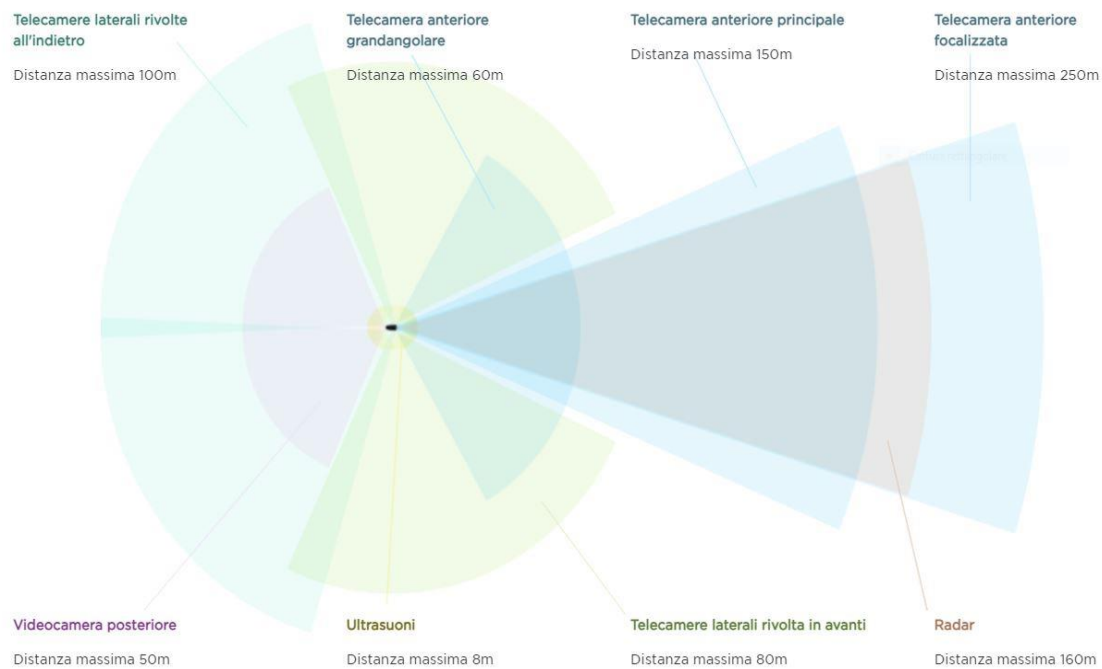 Telecamere laterali rivolte
all'indietro
Distanza massima 100m
Telecamera anteriore
grandangolare
Distanza massima 60m
Telecamera anteriore principale
Distanza massima 150m
Telecamera anteriore
focalizzata
Distanza massima 250m
Videocamera posteriore
Distanza massima 50m
Ultrasuoni
Distanza massima 8m
Telecamere laterali rivolta in avanti
Distanza massima 80m
Radar
Distanza massima 160m